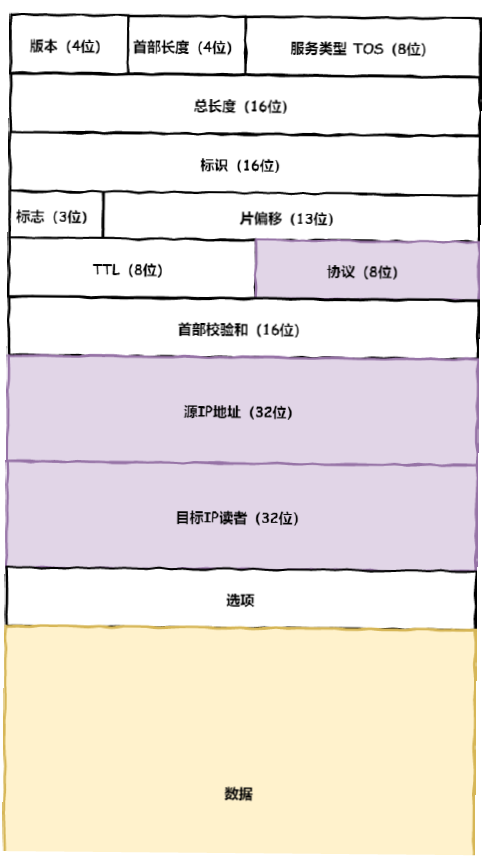 版本（4位）
首部长度（4位）
服务类型 TOS（8位）
总长度（16位）
标识（16位）
标志（3位）
片偏移（13位）
TTL（8位）
协议（8位）
首部校验和（16位）
源IP地址（32位）
目标IP读者（32位）
选项
数据